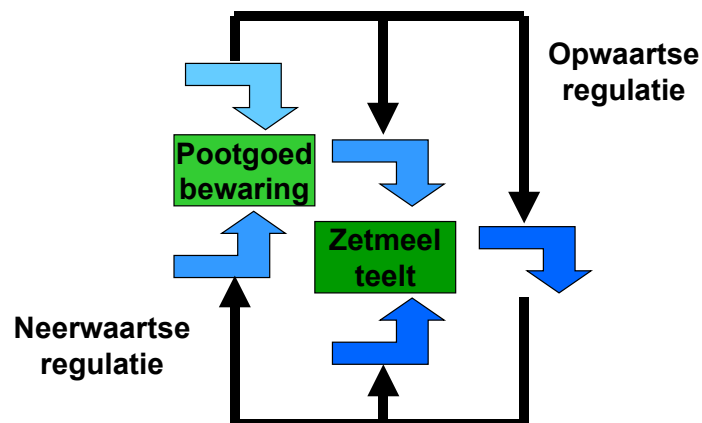 Opwaartse
regulatie
Pootgoed
bewaring
Zetmeel
teelt
Neerwaartse
regulatie